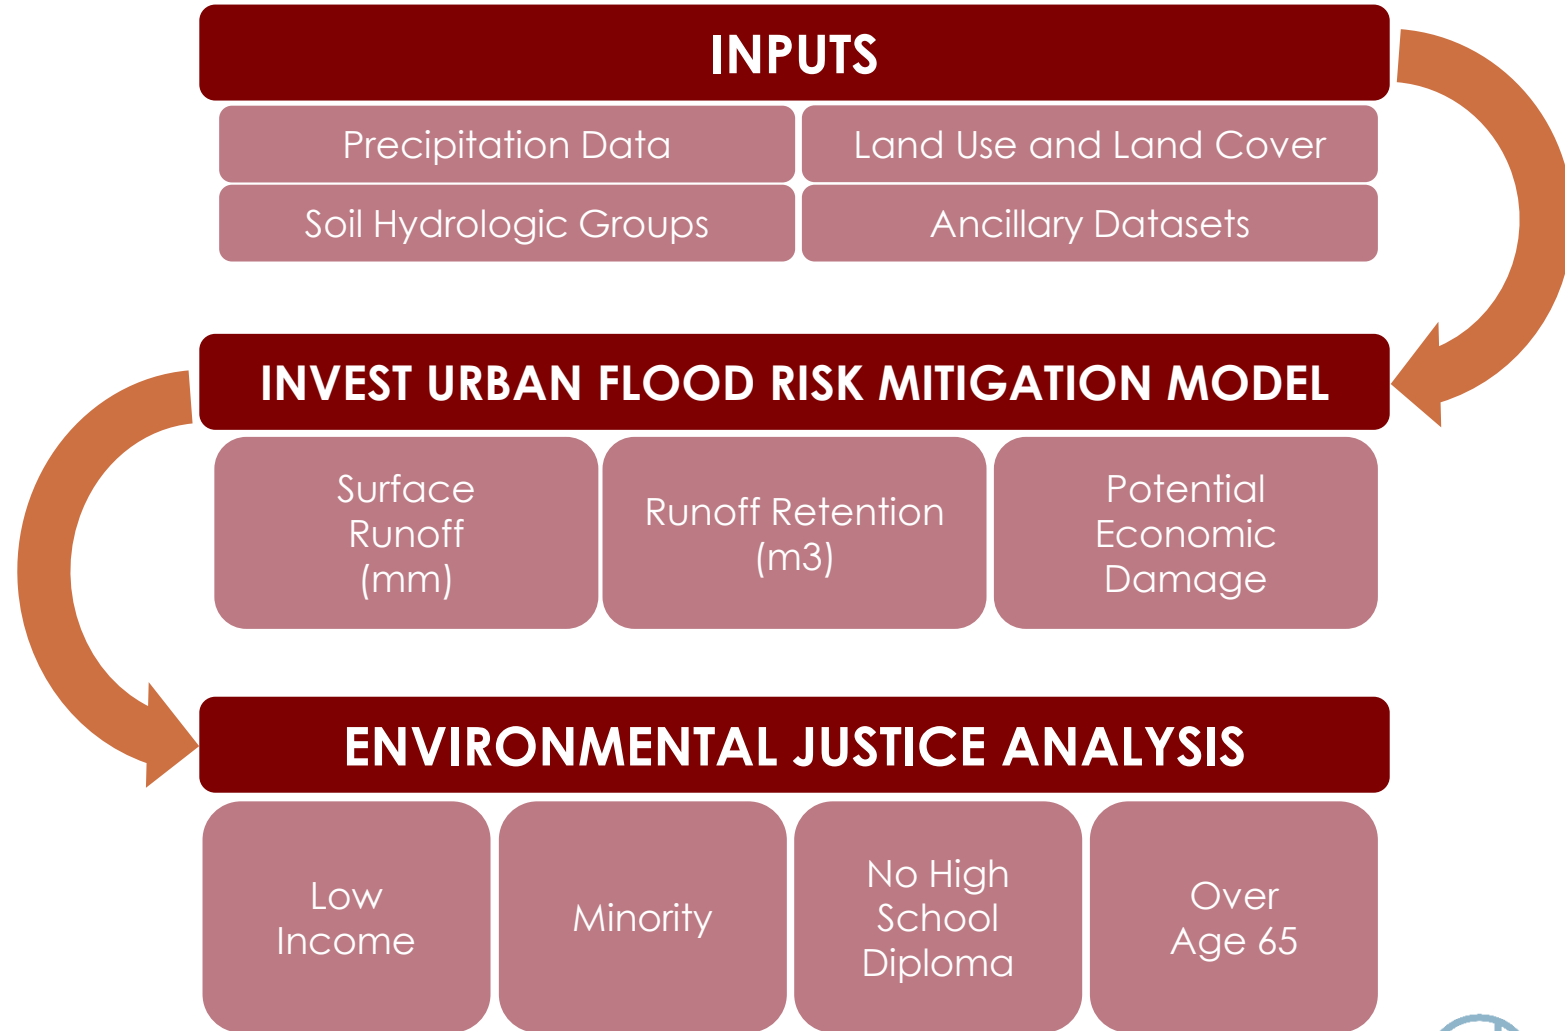 INPUTS
Precipitation Data
Land Use and Land Cover
Soil Hydrologic Groups
Ancillary Datasets
INVEST URBAN FLOOD RISK MITIGATION MODEL
Surface
Runoff
(mm)
Runoff Retention
(m3)
Potential
Economic
Damage
ENVIRONMENTAL JUSTICE ANALYSIS
Low
Income
Minority
No High
School
Diploma
Over
Age 65